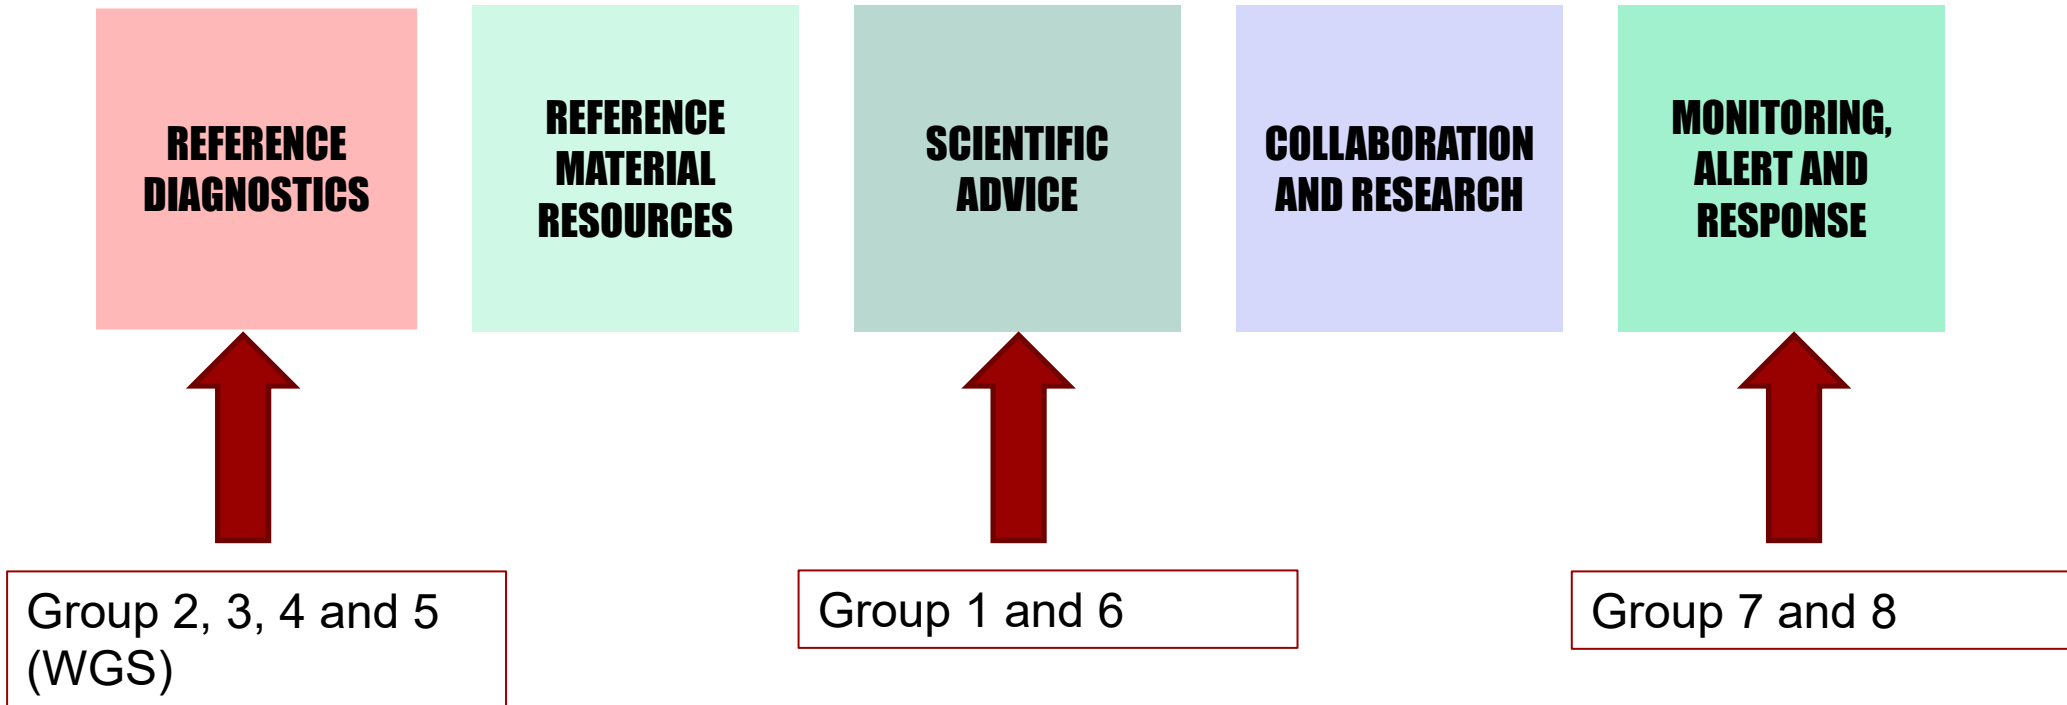 REFERENCE
DIAGNOSTICS
REFERENCE
MATERIAL
RESOURCES
SCIENTIFIC
ADVICE
COLLABORATION
AND RESEARCH
MONITORING,
ALERT AND
RESPONSE
Group 2, 3, 4 and 5
(WGS)
Group 1 and 6
Group 7 and 8